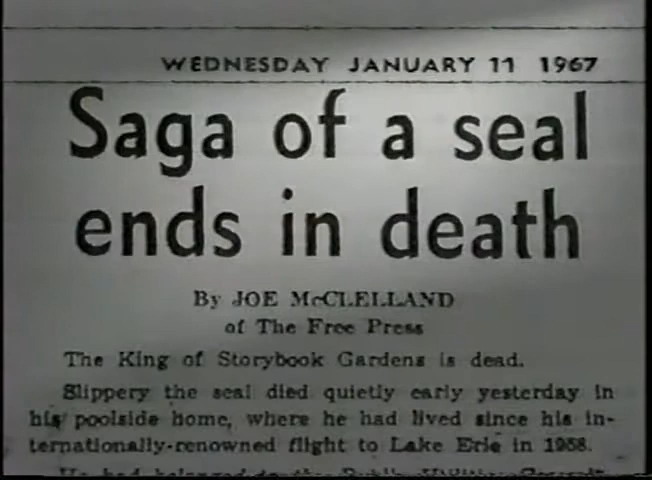 WEDNESDAY JANUARY 11 1967
Saga of a seal
ends in death
By JOE McCLELLAND
of The Free Press
The King of Storybook Gardens is dead.
Slippery the seal died quietly early yesterday in
his poolside home, where he had lived since his in-
ternationally-renowned flight to Lake Erie in 1958.